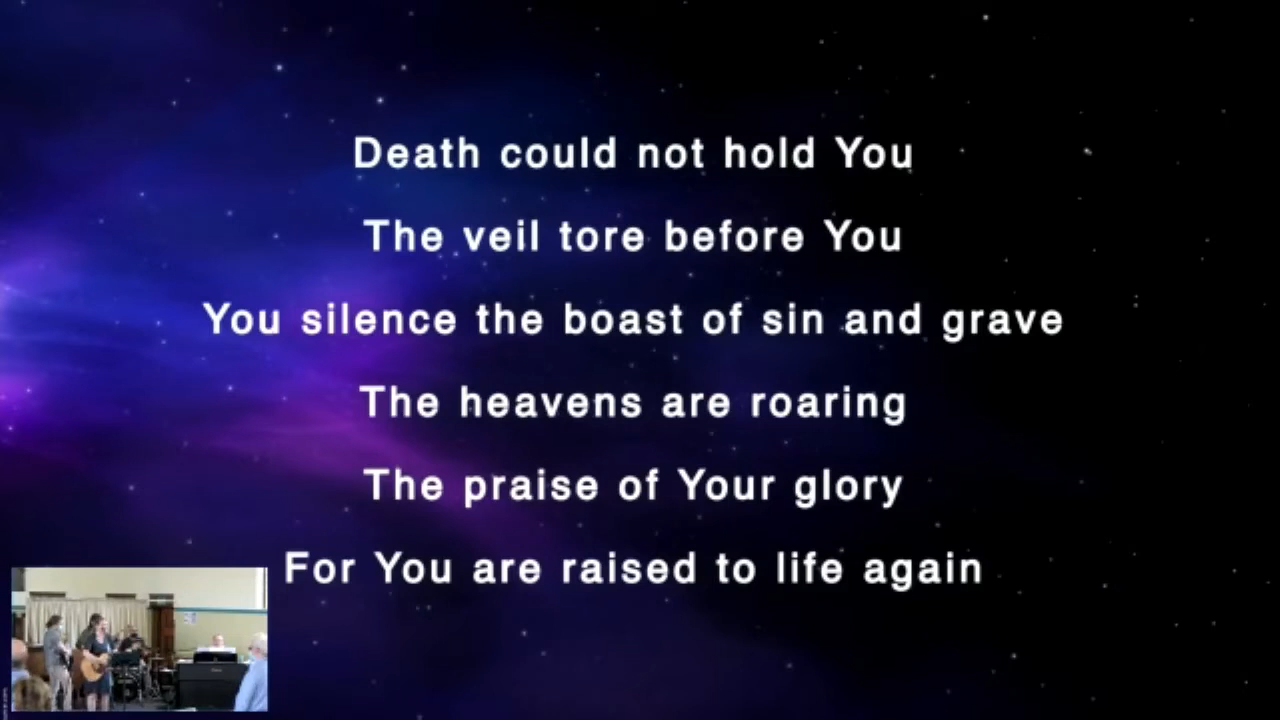 Death could not hold You
The veil tore before You
You silence the boast of sin and grave
The heavens are roaring
The praise of Your glory
For You are raised to life again